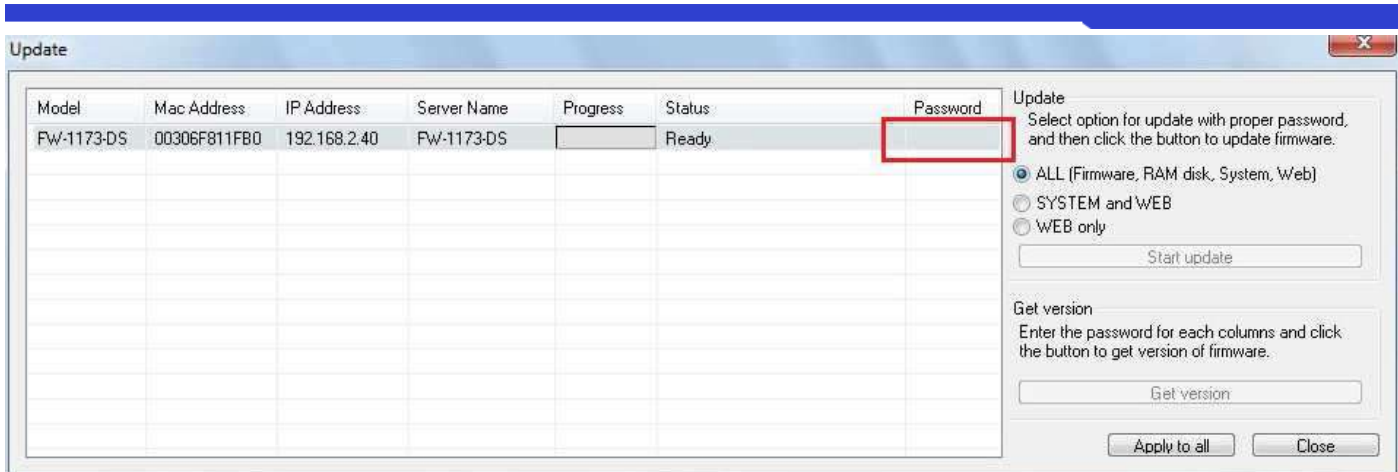 Update
Model Mac Address IP Address Server Name Progress Status Password
FW-1173-DS 00306F811FB0 192.168.2.40 FW-1173-DS Ready
Update
Select option for update with proper password,
and then click the button to update firmware.
ALL (Firmware, RAM disk, System, Web)
SYSTEM and WEB
WEB only
Start update
Get version
Enter the password for each columns and click
the button to get version of firmware.
Get version
Apply to all Close